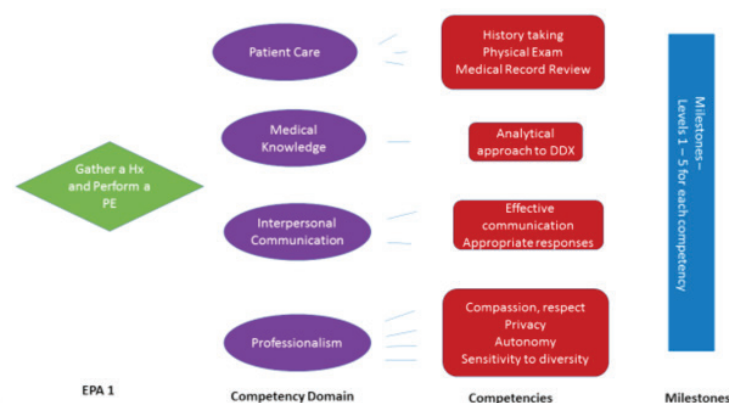 Patient Care
History taking
Physical Exam
Medical Record Review
Medical
Knowledge
Analytical
approach to DDX
Gather a Hx
and Perform a
PE
Interpersonal
Communication
Effective
communication
Appropriate responses
Professionalism
Compassion, respect
Privacy
Autonomy
Sensitivity to diversity
Milestones –
Levels 1 – 5 for each competency
EPA 1
Competency Domain
Competencies
Milestones